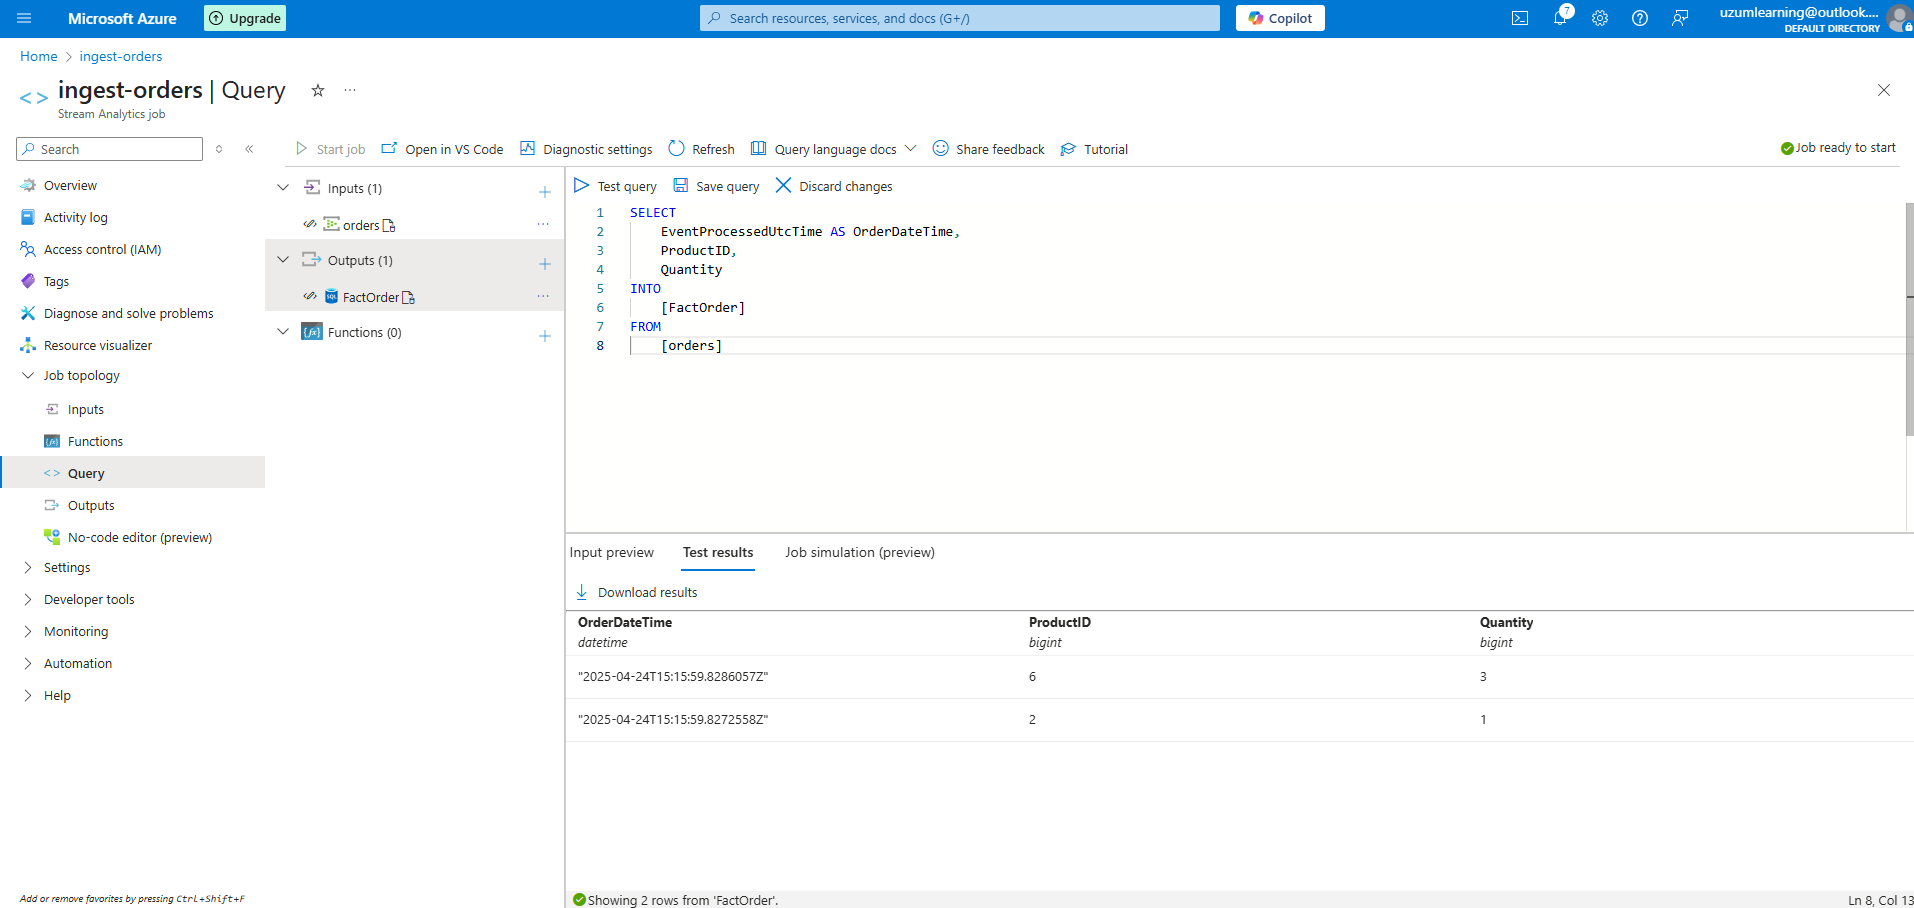 Microsoft Azure
Upgrade
Search resources, services, and docs (G+/)
Copilot
7
uzumlearning@outlook....
DEFAULT DIRECTORY
Home > ingest-orders
ingest-orders | Query
Stream Analytics job
Search
Start job
Open in VS Code
Diagnostic settings
Refresh
Query language docs
Share feedback
Tutorial
Job ready to start
Overview
Activity log
Access control (IAM)
Tags
Diagnose and solve problems
Resource visualizer
Job topology
Inputs
Functions
Query
Outputs
No-code editor (preview)
Settings
Developer tools
Monitoring
Automation
Help
Add or remove favorites by pressing Ctrl+Shift+F
Inputs (1)
orders
Outputs (1)
SQL
FactOrder
Functions (0)
Test query
Save query
Discard changes
1 SELECT
2 EventProcessedUtcTime AS OrderDateTime,
3 ProductID,
4 Quantity
5 INTO
6 [FactOrder]
7 FROM
8 [orders]
Input preview
Test results
Job simulation (preview)
Download results
OrderDateTime ProductID Quantity
datetime bigint bigint
"2025-04-24T15:15:59.8286057Z" 6 3
"2025-04-24T15:15:59.8272558Z" 2 1
Showing 2 rows from 'FactOrder'.
Ln 8, Col 13